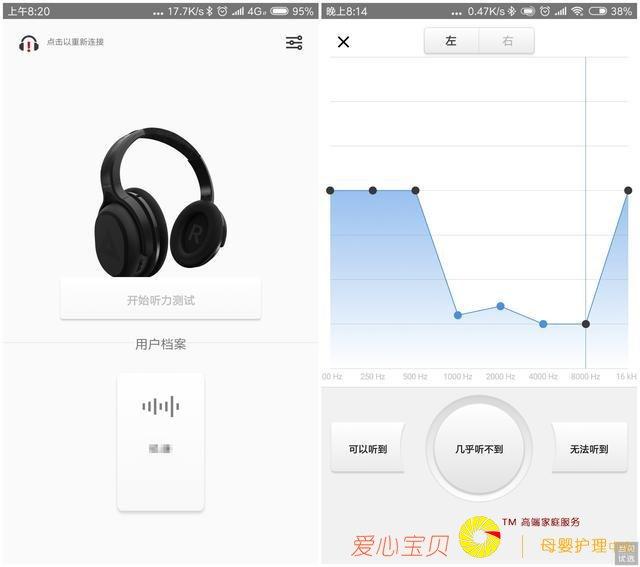 上午8:20
... 17.7K/s 4G 95%
点击以重新连接
R
开始听力测试
用户档案
晚上8:14
... 0.47K/s 38%
左 右
00 Hz 250 Hz 500 Hz 1000 Hz 2000 Hz 4000 Hz 8000 Hz 16 kH
可以听到
几乎听不到
无法听到
TM 高端家庭服务
爱心宝贝
母婴护理中
优选